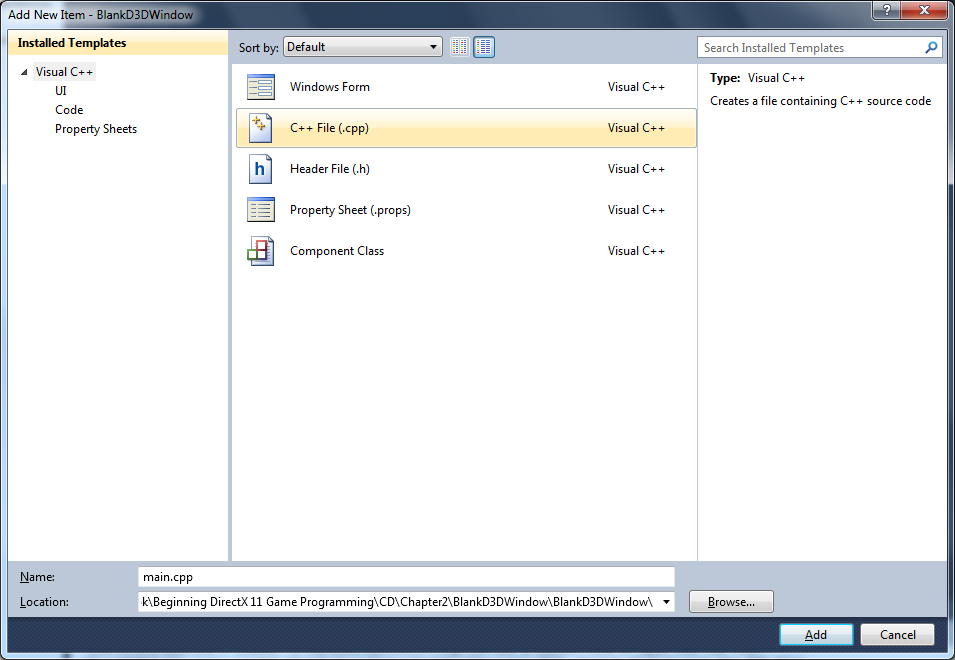 Add New Item - BlankD3DWindow
?
Installed Templates
Visual C++
UI
Code
Property Sheets
Sort by: Default
Search Installed Templates
Windows Form Visual C++
C++ File (.cpp) Visual C++
h Header File (.h) Visual C++
Property Sheet (.props) Visual C++
Component Class Visual C++
Type: Visual C++
Creates a file containing C++ source code
Name: main.cpp
Location: k\Beginning DirectX 11 Game Programming\CD\Chapter2\BlankD3DWindow\BlankD3DWindow\ Browse...
Add Cancel